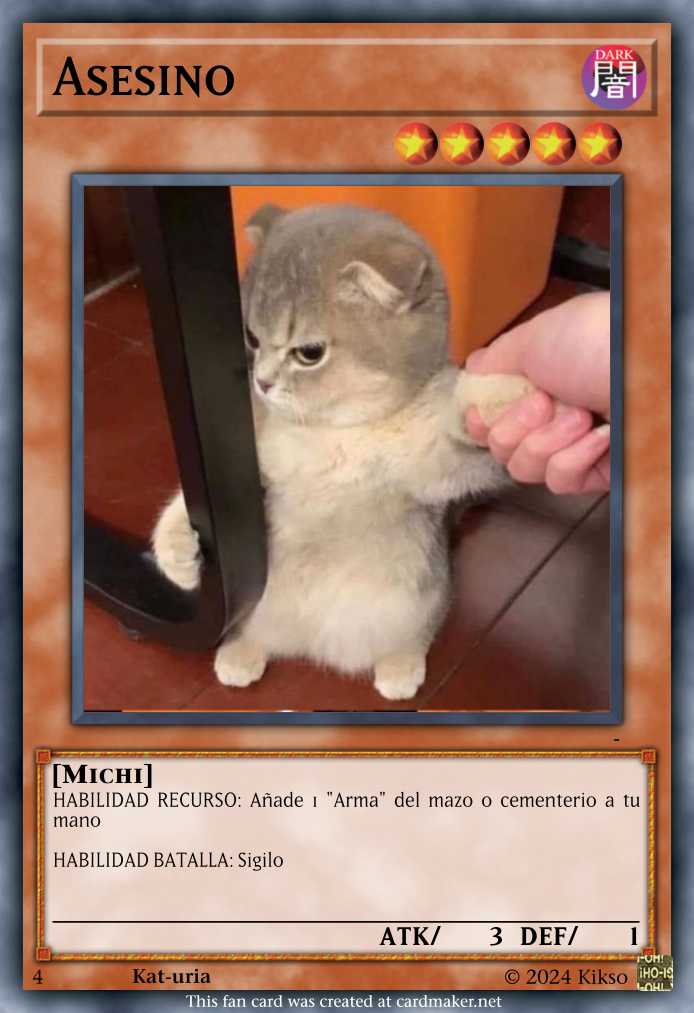 Asesino
DARK
闇
-
[Michi]
HABILIDAD RECURSO: Añade 1 "Arma" del mazo o cementerio a tu
mano
HABILIDAD BATALLA: Sigilo
ATK/ 3 DEF/ 1
4 Kat-uria © 2024 Kikso
This fan card was created at cardmaker.net